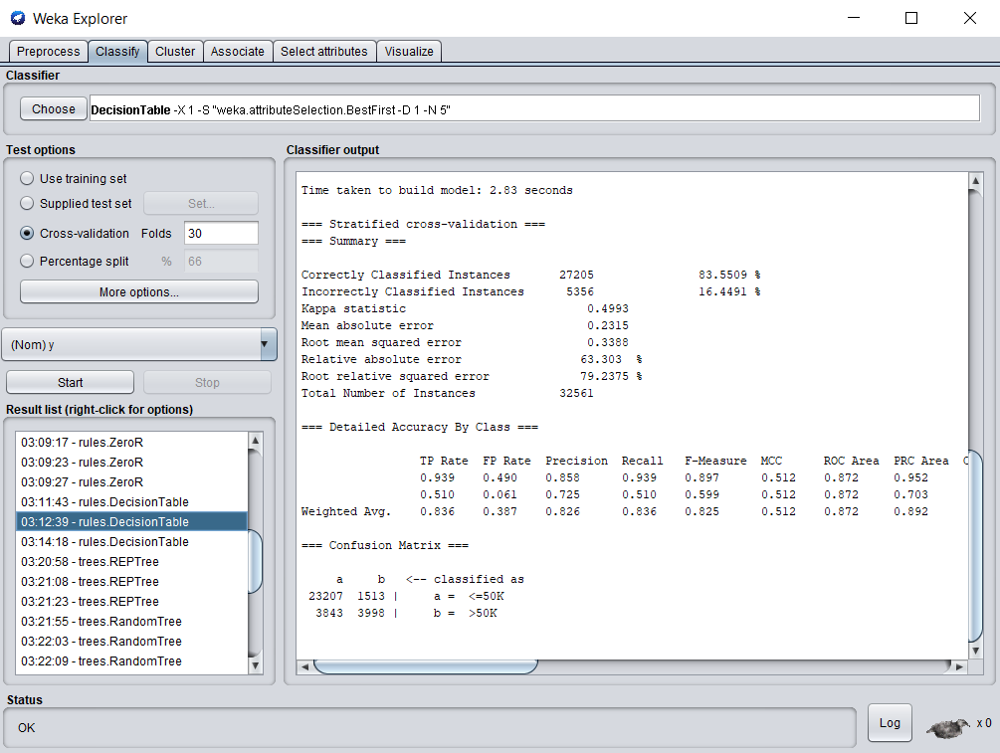 Weka Explorer
Preprocess Classify Cluster Associate Select attributes Visualize
Classifier
Choose DecisionTable -X 1 -S "weka.attributeSelection.BestFirst -D 1 -N 5"
Test options
Use training set
Supplied test set Set...
Cross-validation Folds 30
Percentage split % 66
More options...
(Nom) y
Start Stop
Result list (right-click for options)
03:09:17 - rules.ZeroR
03:09:23 - rules.ZeroR
03:09:27 - rules.ZeroR
03:11:43 - rules.DecisionTable
03:12:39 - rules.DecisionTable
03:14:18 - rules.DecisionTable
03:20:58 - trees.REPTree
03:21:08 - trees.REPTree
03:21:23 - trees.REPTree
03:21:55 - trees.RandomTree
03:22:03 - trees.RandomTree
03:22:09 - trees.RandomTree
Classifier output
Time taken to build model: 2.83 seconds
=== Stratified cross-validation ===
=== Summary ===
Correctly Classified Instances 27205 83.5509 %
Incorrectly Classified Instances 5356 16.4491 %
Kappa statistic 0.4993
Mean absolute error 0.2315
Root mean squared error 0.3388
Relative absolute error 63.303 %
Root relative squared error 79.2375 %
Total Number of Instances 32561
=== Detailed Accuracy By Class ===
TP Rate FP Rate Precision Recall F-Measure MCC ROC Area PRC Area
0.939 0.490 0.858 0.939 0.897 0.512 0.872 0.952
0.510 0.061 0.725 0.510 0.599 0.512 0.872 0.703
Weighted Avg. 0.836 0.387 0.826 0.836 0.825 0.512 0.872 0.892
=== Confusion Matrix ===
a b <-- classified as
23207 1513 | a = <=50K
3843 3998 | b = >50K
Status
OK
Log
x 0